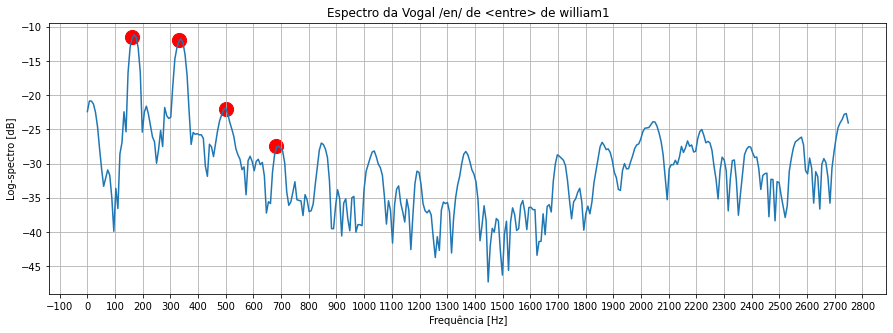 Espectro da Vogal /en/ de <entre> de william1
Log-spectro [dB]
−10
−15
−20
−25
−30
−35
−40
−45
−100 0 100 200 300 400 500 600 700 800 900 1000 1100 1200 1300 1400 1500 1600 1700 1800 1900 2000 2100 2200 2300 2400 2500 2600 2700 2800
Frequência [Hz]